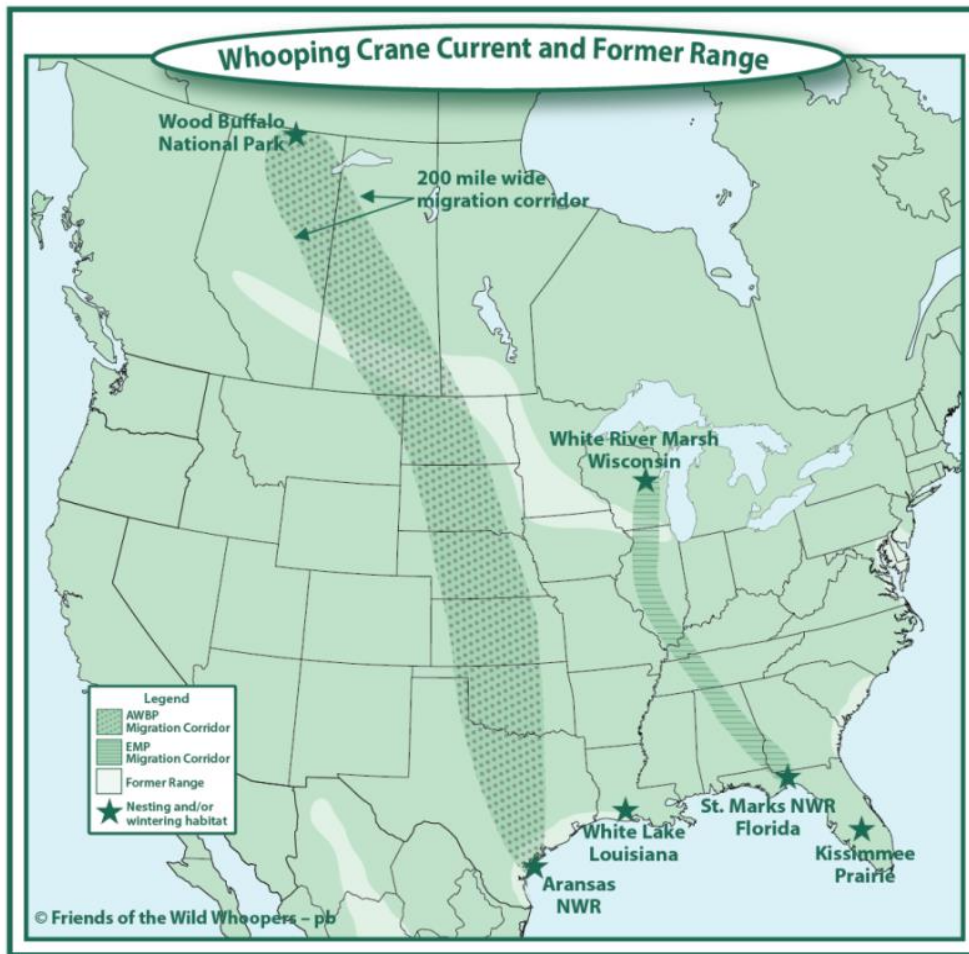 Whooping Crane Current and Former Range
Wood Buffalo
National Park
200 mile wide
migration corridor
White River Marsh
Wisconsin
Legend
AWBP
Migration Corridor
EMP
Migration Corridor
Former Range
Nesting and/or
wintering habitat
St. Marks NWR
Florida
White Lake
Louisiana
Kissimmee
Prairie
Aransas
NWR
© Friends of the Wild Whoopers – pb